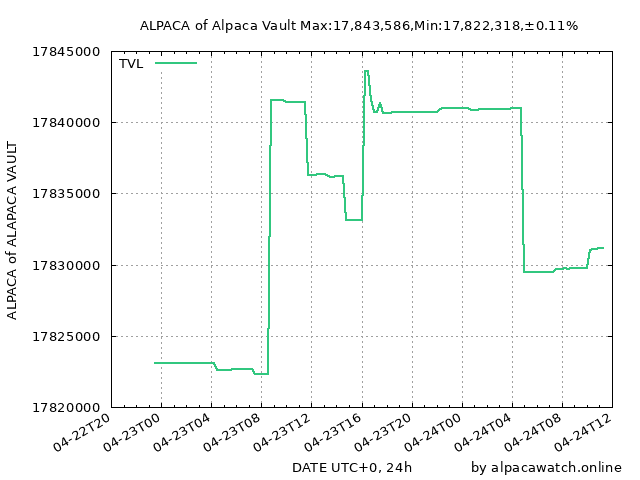 ALPACA of Alpaca Vault Max:17,843,586,Min:17,822,318,±0.11%
TVL
17845000
17840000
17835000
17830000
17825000
17820000
ALPACA of ALAPACA VAULT
04-22T20
04-23T00
04-23T04
04-23T08
04-23T12
04-23T16
04-23T20
04-24T00
04-24T04
04-24T08
04-24T12
DATE UTC+0, 24h
by alpacawatch.online